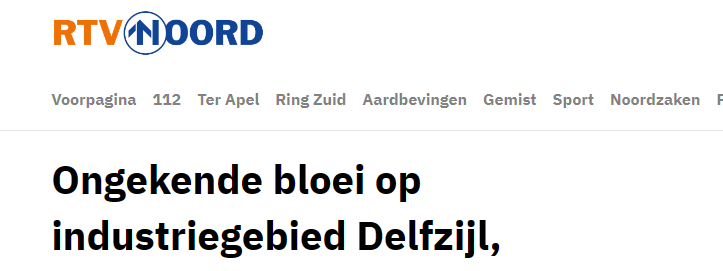 RTV NOORD
Voorpagina 112 Ter Apel Ring Zuid Aardbevingen Gemist Sport Noordzaken
Ongekende bloei op
industriegebied Delfzijl,